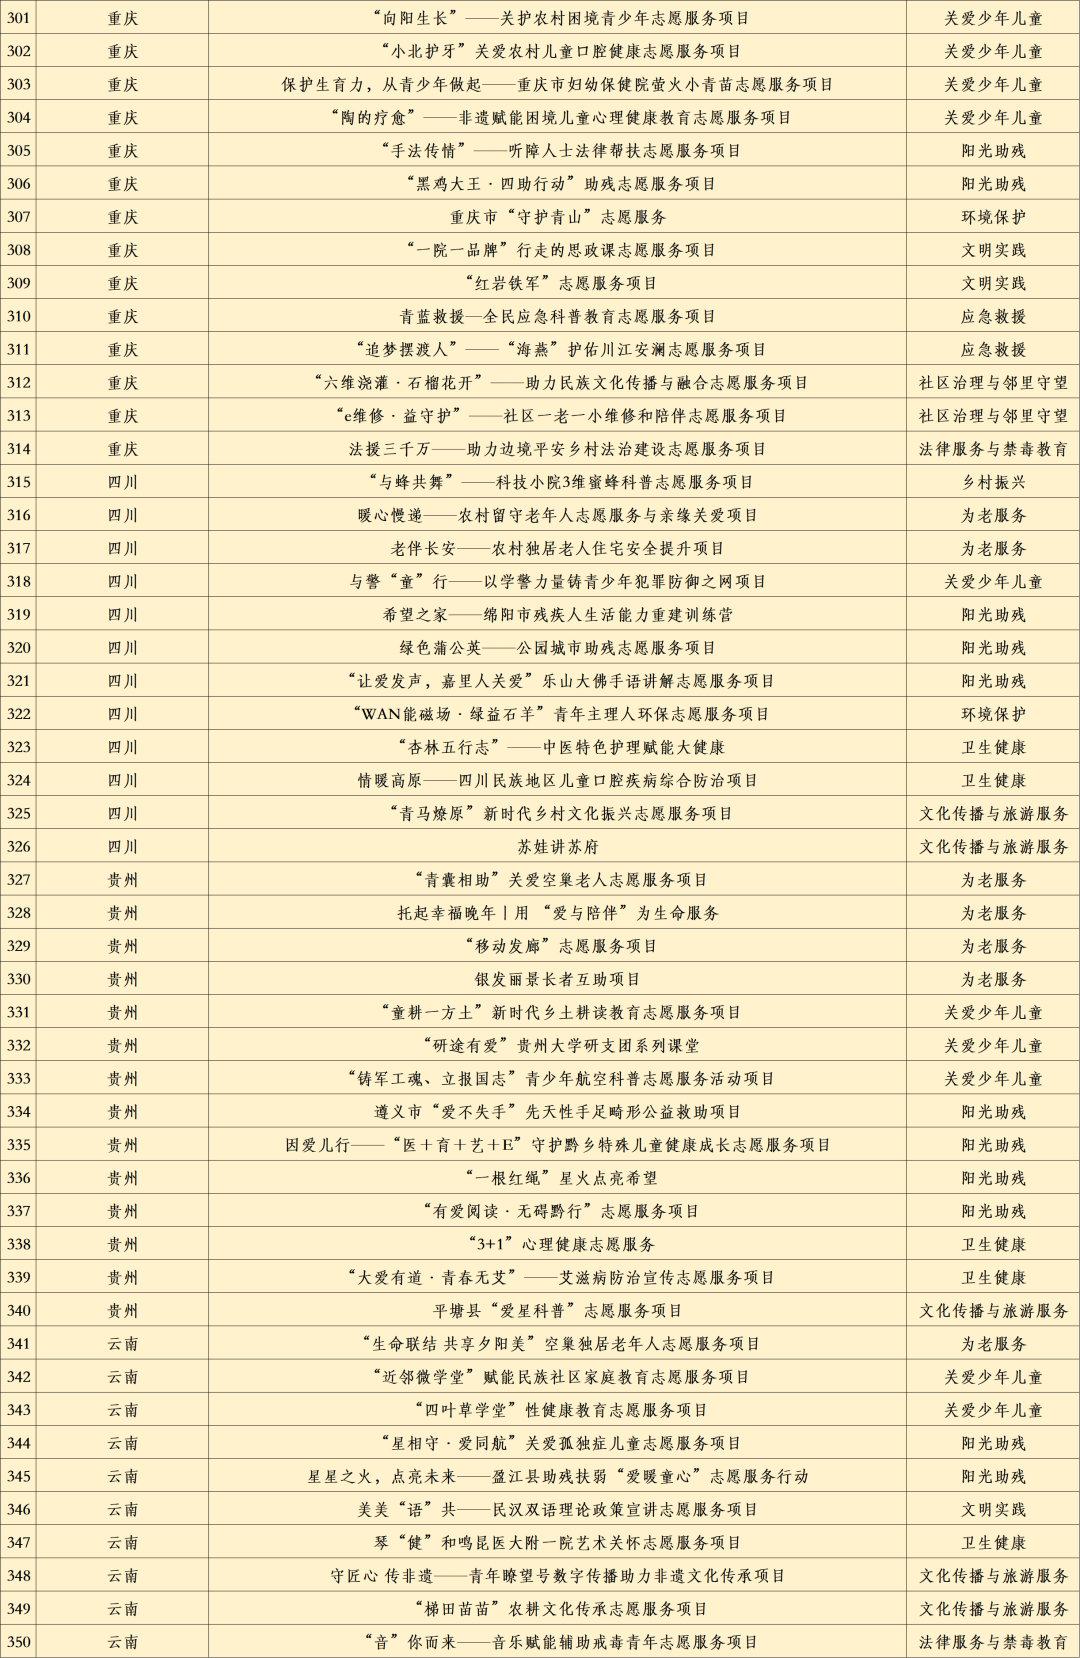 301 重庆 “向阳生长”——关护农村困境青少年志愿服务项目 关爱少年儿童
302 重庆 “小北护牙”关爱农村儿童口腔健康志愿服务项目 关爱少年儿童
303 重庆 保护生育力，从青少年做起——重庆市妇幼保健院萤火小青苗志愿服务项目 关爱少年儿童
304 重庆 “陶的疗愈”——非遗赋能困境儿童心理健康教育志愿服务项目 关爱少年儿童
305 重庆 “手法传情”——听障人士法律帮扶志愿服务项目 阳光助残
306 重庆 “黑鸡大王·四助行动”助残志愿服务项目 阳光助残
307 重庆 重庆市“守护青山”志愿服务 环境保护
308 重庆 “一院一品牌”行走的思政课志愿服务项目 文明实践
309 重庆 “红岩铁军”志愿服务项目 文明实践
310 重庆 青蓝救援—全民应急科普教育志愿服务项目 应急救援
311 重庆 “追梦摆渡人”——“海燕”护佑川江安澜志愿服务项目 应急救援
312 重庆 “六维浇灌·石榴花开”——助力民族文化传播与融合志愿服务项目 社区治理与邻里守望
313 重庆 “e维修·益守护”——社区一老一小维修和陪伴志愿服务项目 社区治理与邻里守望
314 重庆 法援三千万——助力边境平安乡村法治建设志愿服务项目 法律服务与禁毒教育
315 四川 “与蜂共舞”——科技小院3维蜜蜂科普志愿服务项目 乡村振兴
316 四川 暖心慢递——农村留守老年人志愿服务与亲缘关爱项目 为老服务
317 四川 老伴长安——农村独居老人住宅安全提升项目 为老服务
318 四川 与警“童”行——以学警力量铸青少年犯罪防御之网项目 关爱少年儿童
319 四川 希望之家——绵阳市残疾人生活能力重建训练营 阳光助残
320 四川 绿色蒲公英——公园城市助残志愿服务项目 阳光助残
321 四川 “让爱发声，嘉里人关爱”乐山大佛手语讲解志愿服务项目 阳光助残
322 四川 “WAN能磁场·绿益石羊”青年主理人环保志愿服务项目 环境保护
323 四川 “杏林五行志”——中医特色护理赋能大健康 卫生健康
324 四川 情暖高原——四川民族地区儿童口腔疾病综合防治项目 卫生健康
325 四川 “青马燎原”新时代乡村文化振兴志愿服务项目 文化传播与旅游服务
326 四川 苏娃讲苏府 文化传播与旅游服务
327 贵州 “青囊相助”关爱空巢老人志愿服务项目 为老服务
328 贵州 托起幸福晚年丨用 “爱与陪伴”为生命服务 为老服务
329 贵州 “移动发廊”志愿服务项目 为老服务
330 贵州 银发丽景长者互助项目 为老服务
331 贵州 “童耕一方土”新时代乡土耕读教育志愿服务项目 关爱少年儿童
332 贵州 “研途有爱”贵州大学研支团系列课堂 关爱少年儿童
333 贵州 “铸军工魂、立报国志”青少年航空科普志愿服务活动项目 关爱少年儿童
334 贵州 遵义市“爱不失手”先天性手足畸形公益救助项目 阳光助残
335 贵州 因爱儿行——“医＋育＋艺＋E”守护黔乡特殊儿童健康成长志愿服务项目 阳光助残
336 贵州 “一根红绳”星火点亮希望 阳光助残
337 贵州 “有爱阅读·无碍黔行”志愿服务项目 阳光助残
338 贵州 “3+1”心理健康志愿服务 卫生健康
339 贵州 “大爱有道·青春无艾”——艾滋病防治宣传志愿服务项目 卫生健康
340 贵州 平塘县“爱星科普”志愿服务项目 文化传播与旅游服务
341 云南 “生命联结 共享夕阳美”空巢独居老年人志愿服务项目 为老服务
342 云南 “近邻微学堂”赋能民族社区家庭教育志愿服务项目 关爱少年儿童
343 云南 “四叶草学堂”性健康教育志愿服务项目 关爱少年儿童
344 云南 “星相守·爱同航”关爱孤独症儿童志愿服务项目 阳光助残
345 云南 星星之火，点亮未来——盈江县助残扶弱“爱暖童心”志愿服务行动 阳光助残
346 云南 美美“语”共——民汉双语理论政策宣讲志愿服务项目 文明实践
347 云南 琴“健”和鸣昆医大附一院艺术关怀志愿服务项目 卫生健康
348 云南 守匠心 传非遗——青年瞭望号数字传播助力非遗文化传承项目 文化传播与旅游服务
349 云南 “梯田苗苗”农耕文化传承志愿服务项目 文化传播与旅游服务
350 云南 “音”你而来——音乐赋能辅助戒毒青年志愿服务项目 法律服务与禁毒教育